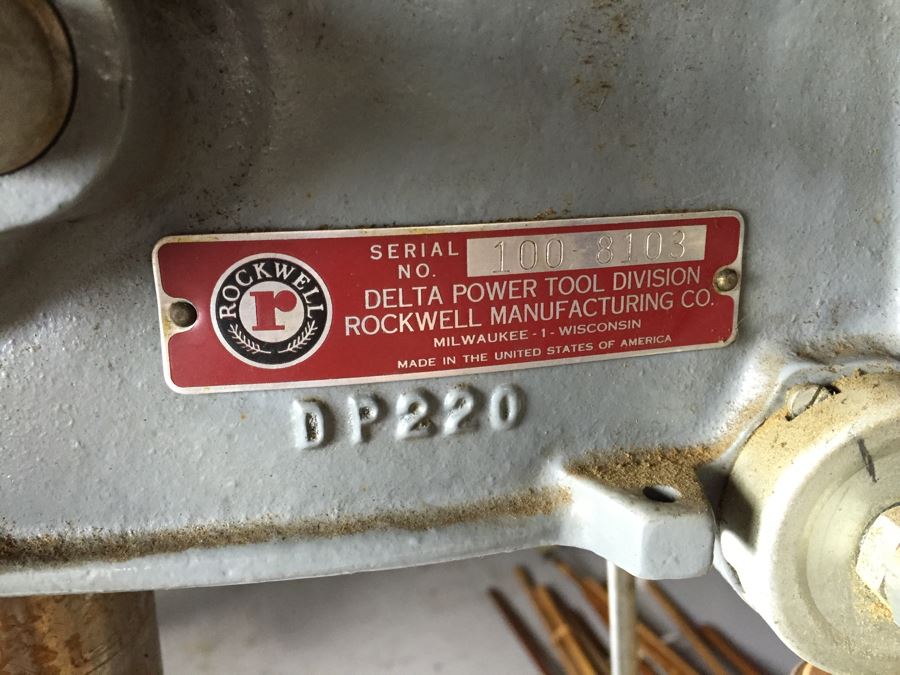 ROCKWELL
r
SERIAL NO. 100-8103
DELTA POWER TOOL DIVISION
ROCKWELL MANUFACTURING CO.
MILWAUKEE - 1 - WISCONSIN
MADE IN THE UNITED STATES OF AMERICA
DP220